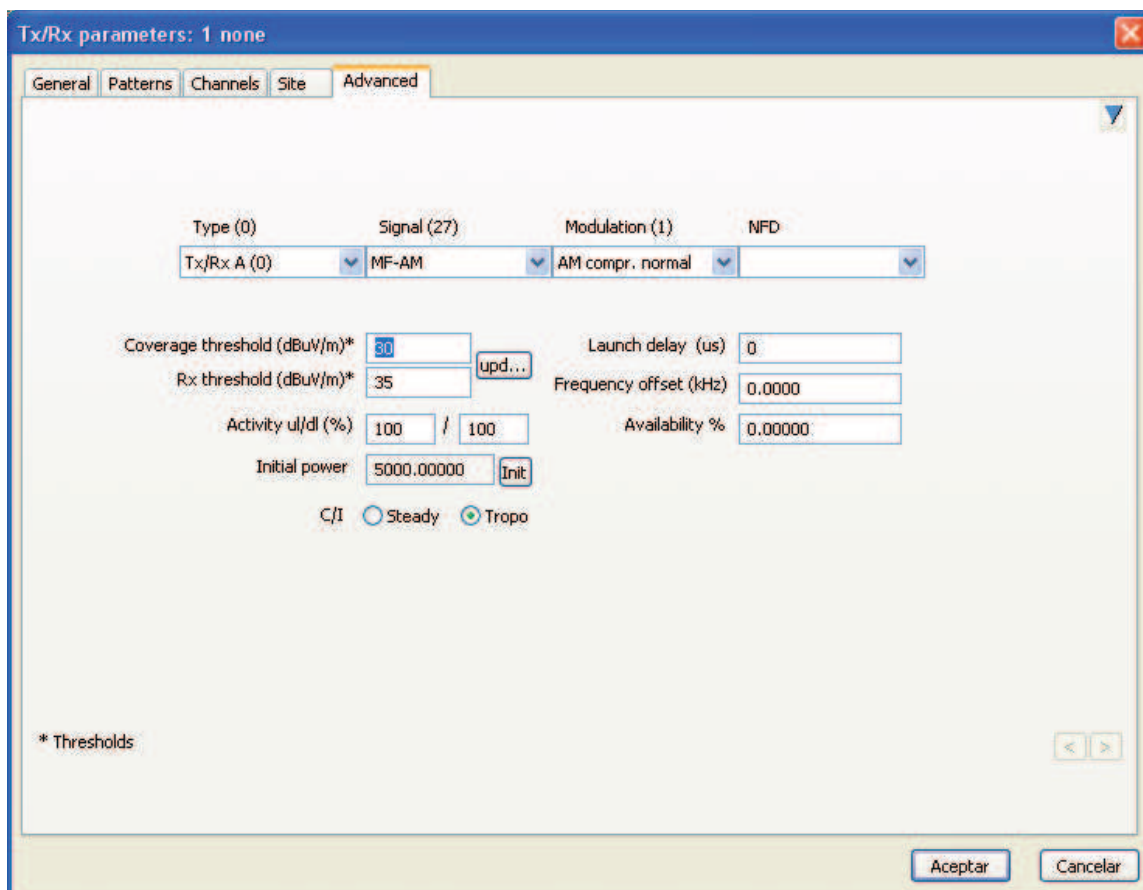 Tx/Rx parameters: 1 none
General Patterns Channels Site Advanced
Type (0) Signal (27) Modulation (1) NFD
Tx/Rx A (0) MF-AM AM compr. normal
Coverage threshold (dBuV/m)* 30 Launch delay (us) 0
upd...
Rx threshold (dBuV/m)* 35 Frequency offset (kHz) 0.0000
Activity ul/dl (%) 100 / 100 Availability % 0.00000
Initial power 5000.00000 Init
C/I Steady Tropo
* Thresholds < >
Aceptar Cancelar